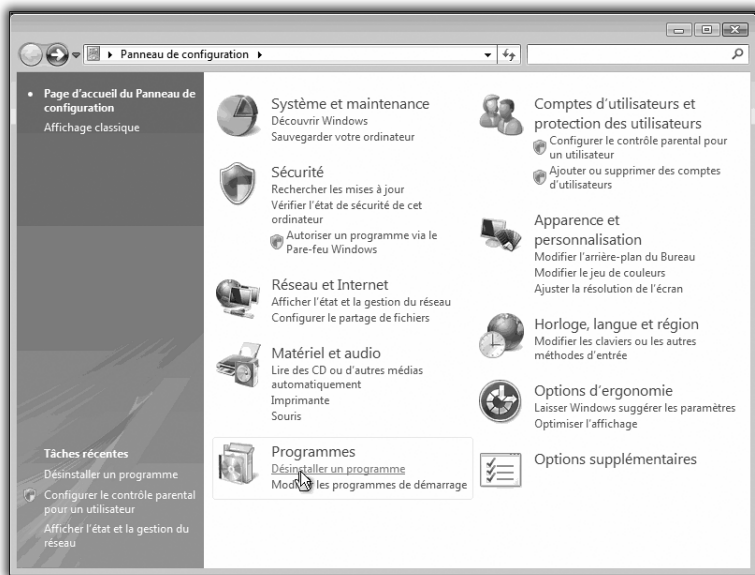 Panneau de configuration
Page d'accueil du Panneau de
configuration
Affichage classique
Tâches récentes
Désinstaller un programme
Configurer le contrôle parental
pour un utilisateur
Afficher l'état et la gestion du
réseau
Système et maintenance
Découvrir Windows
Sauvegarder votre ordinateur
Sécurité
Rechercher les mises à jour
Vérifier l'état de sécurité de cet
ordinateur
Autoriser un programme via le
Pare-feu Windows
Réseau et Internet
Afficher l'état et la gestion du réseau
Configurer le partage de fichiers
Matériel et audio
Lire des CD ou d'autres médias
automatiquement
Imprimante
Souris
Programmes
Désinstaller un programme
Modifier les programmes de démarrage
Comptes d'utilisateurs et
protection des utilisateurs
Configurer le contrôle parental pour
un utilisateur
Ajouter ou supprimer des comptes
d'utilisateurs
Apparence et
personnalisation
Modifier l'arrière-plan du Bureau
Modifier le jeu de couleurs
Ajuster la résolution de l'écran
Horloge, langue et région
Modifier les claviers ou les autres
méthodes d'entrée
Options d'ergonomie
Laisser Windows suggérer les paramètres
Optimiser l'affichage
Options supplémentaires